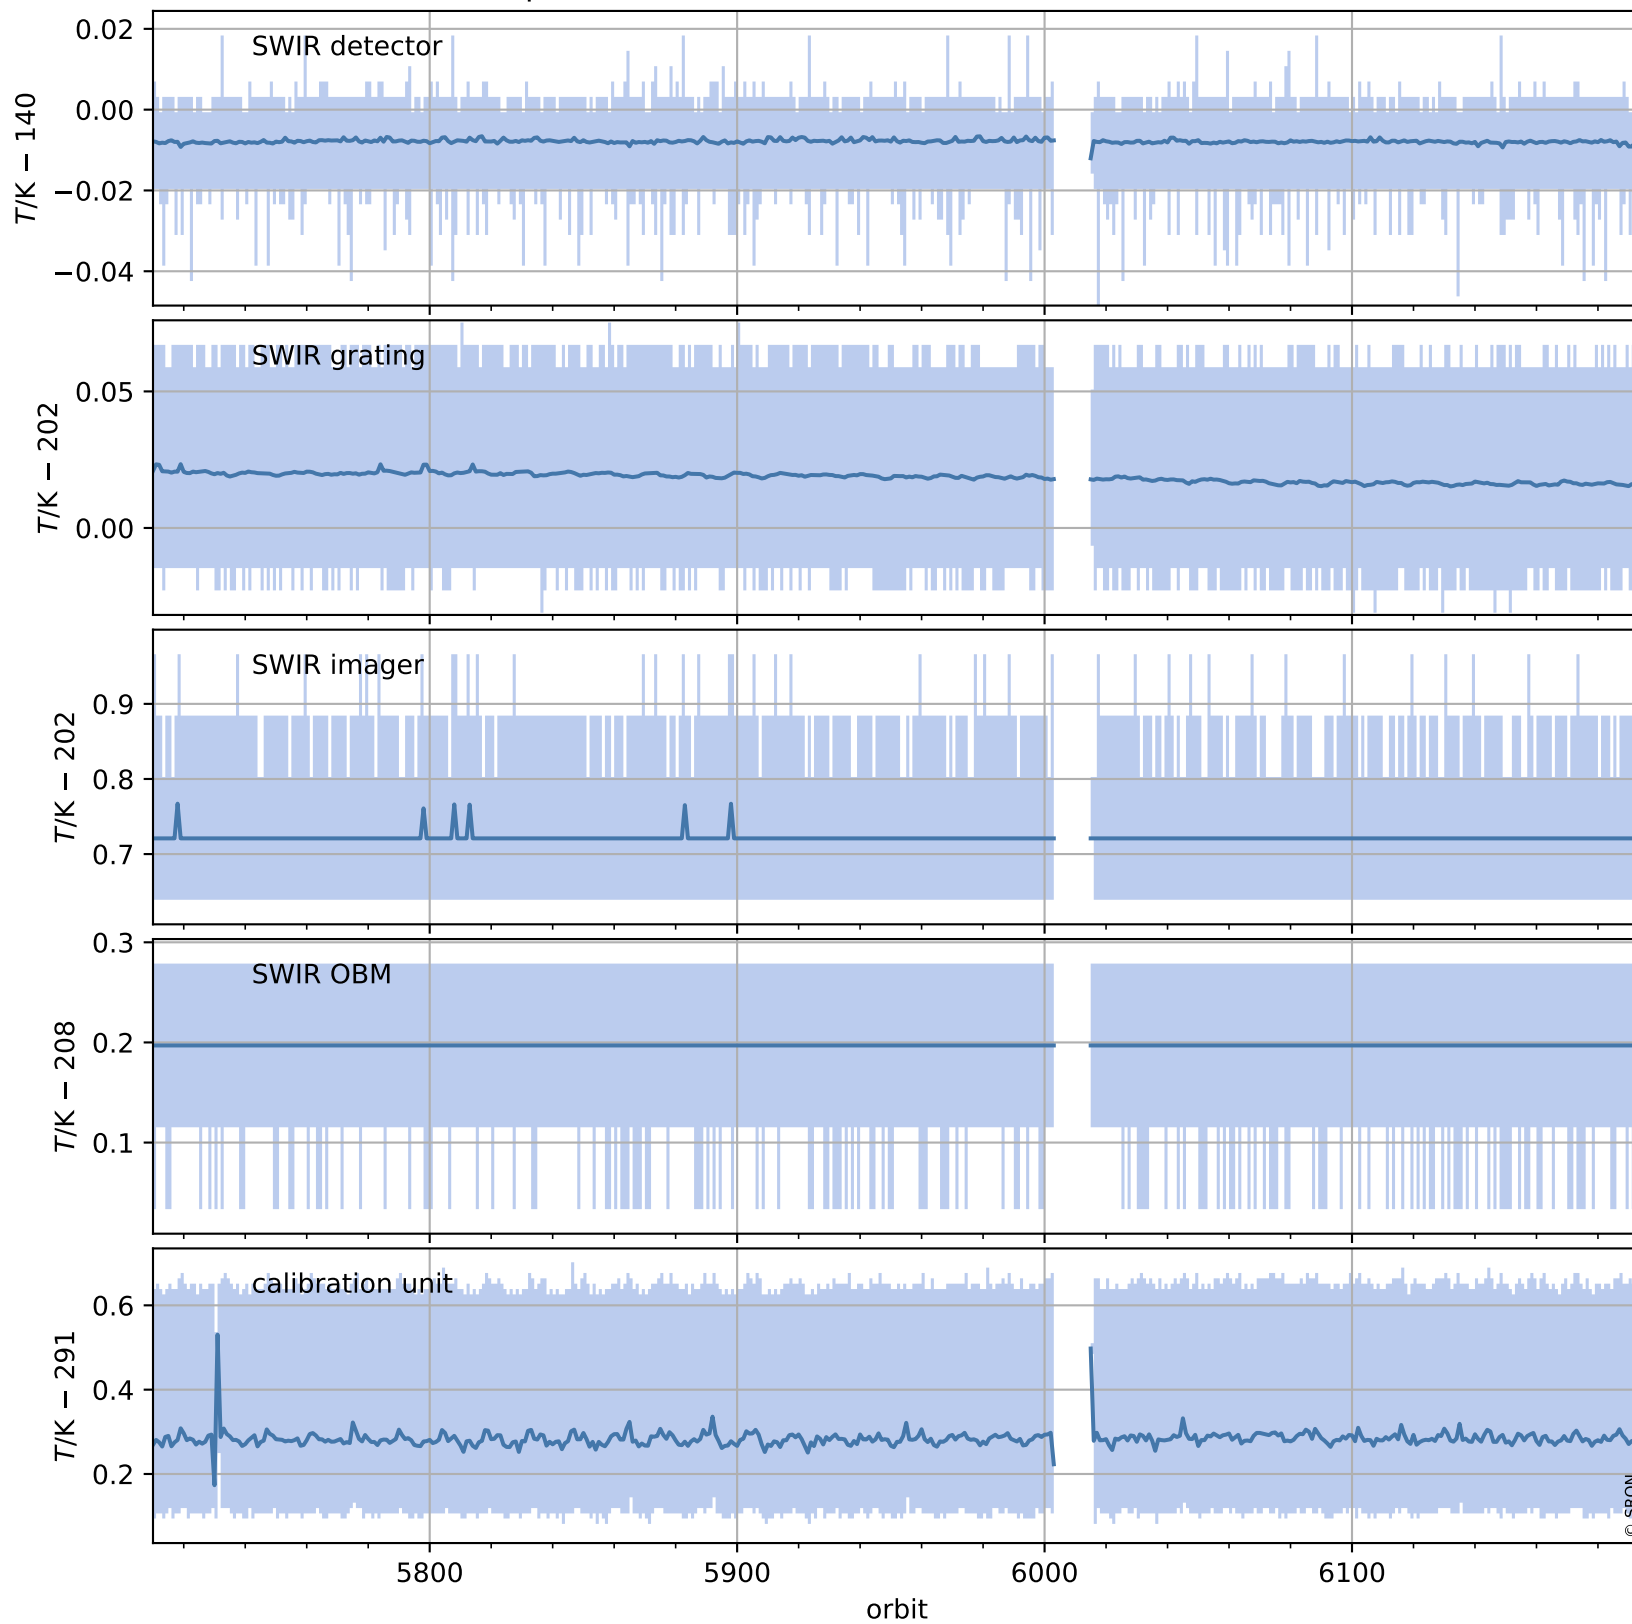 SWIR detector
T/K − 140
0.02
0.00
−0.02
−0.04
SWIR grating
T/K − 202
0.05
0.00
SWIR imager
T/K − 202
0.9
0.8
0.7
SWIR OBM
T/K − 208
0.3
0.2
0.1
calibration unit
T/K − 291
0.6
0.4
0.2
© SRON
5800 5900 6000 6100
orbit